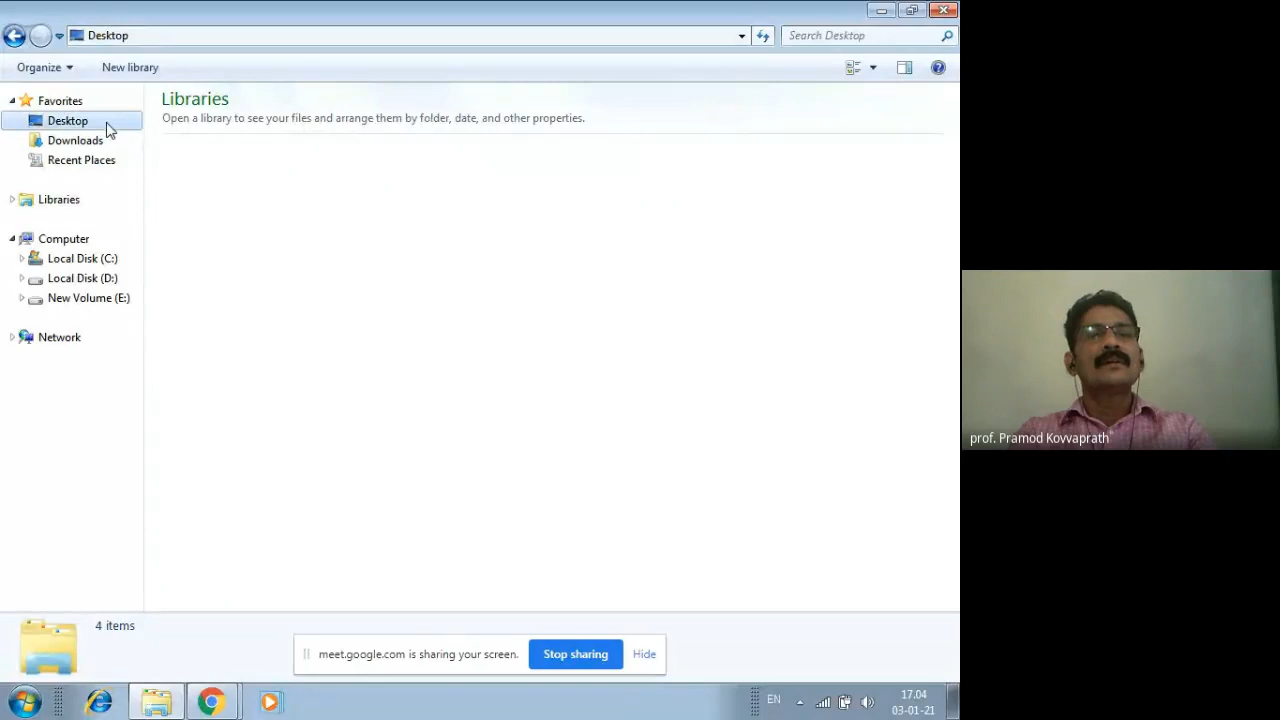 Desktop
Search Desktop
Organize
New library
Favorites
Desktop
Downloads
Recent Places
Libraries
Computer
Local Disk (C:)
Local Disk (D:)
New Volume (E:)
Network
Libraries
Open a library to see your files and arrange them by folder, date, and other properties.
4 items
meet.google.com is sharing your screen.
Stop sharing
Hide
EN
17.04
03-01-21
prof. Pramod Kovvaprath"